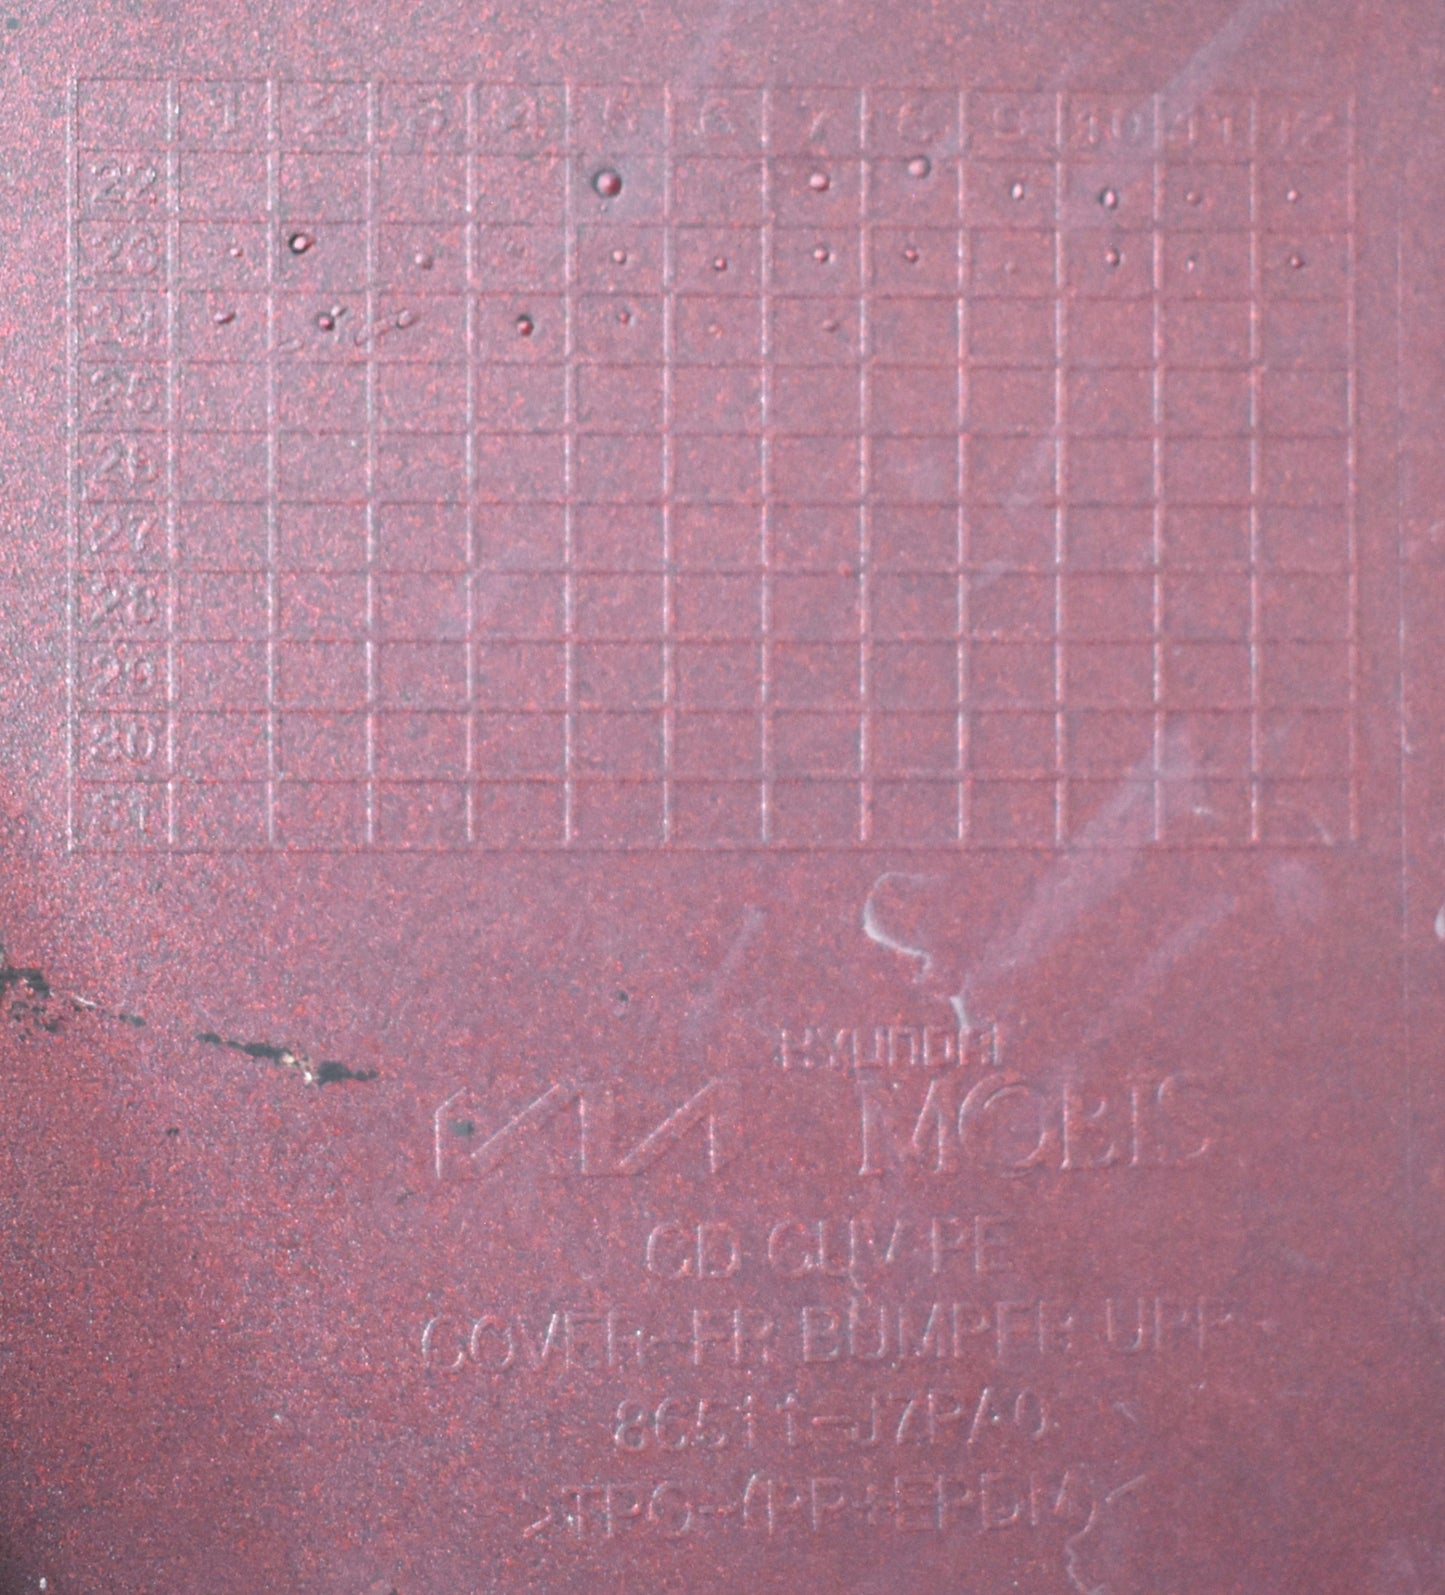 1 2 3 4 5 6 7 8 9 10 11 12
22
23
24
25
26
27
28
29
30
31
HYUNDAI
KIA MOBIS
CD CUV PE
COVER-FR BUMPER UPR
86511-J7PA0
>TPO-(PP+EPDM)<